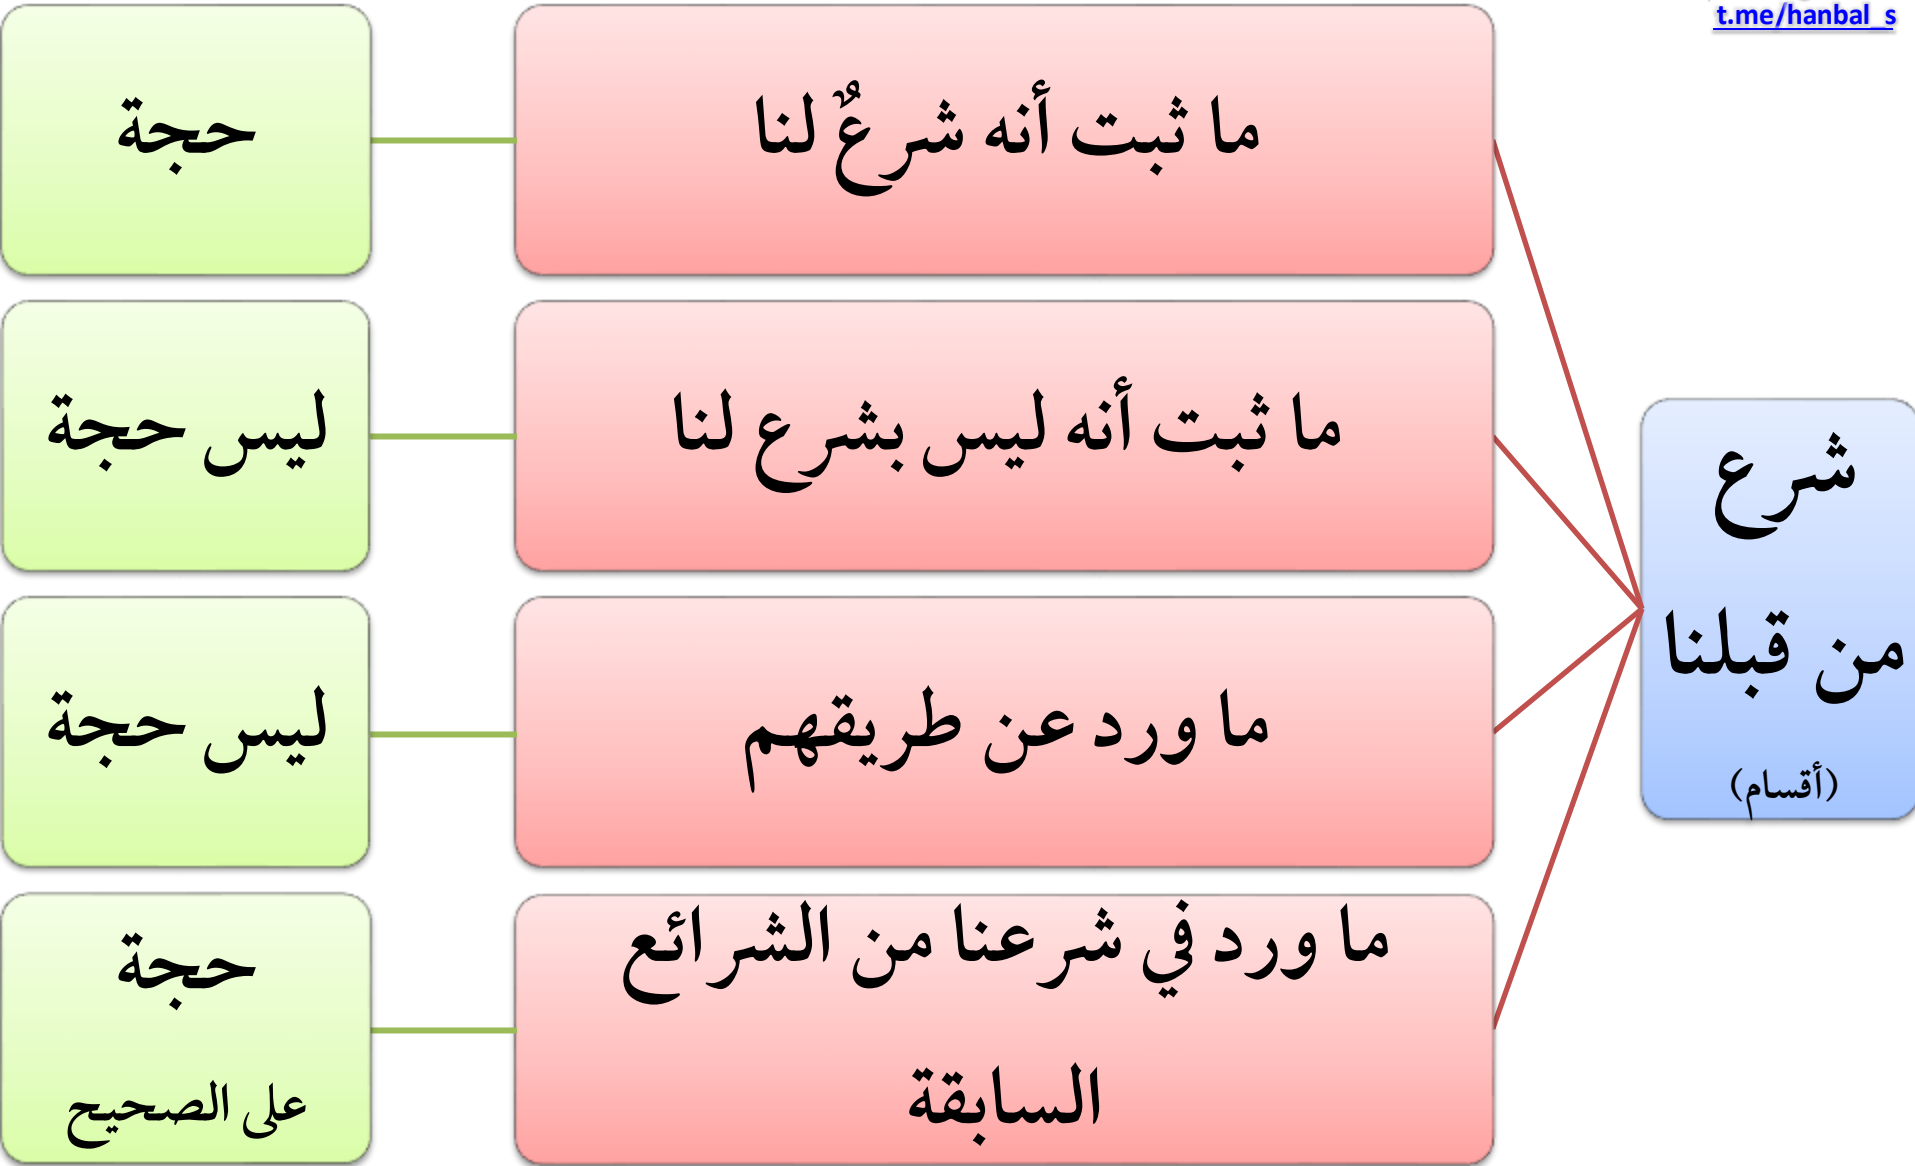 t.me/hanbal_s
شرع
من قبلنا
(أقسام)
ما ثبت أنه شرعٌ لنا
حجة
ما ثبت أنه ليس بشرع لنا
ليس حجة
ما ورد عن طريقهم
ليس حجة
ما ورد في شرعنا من الشرائع
السابقة
حجة
على الصحيح